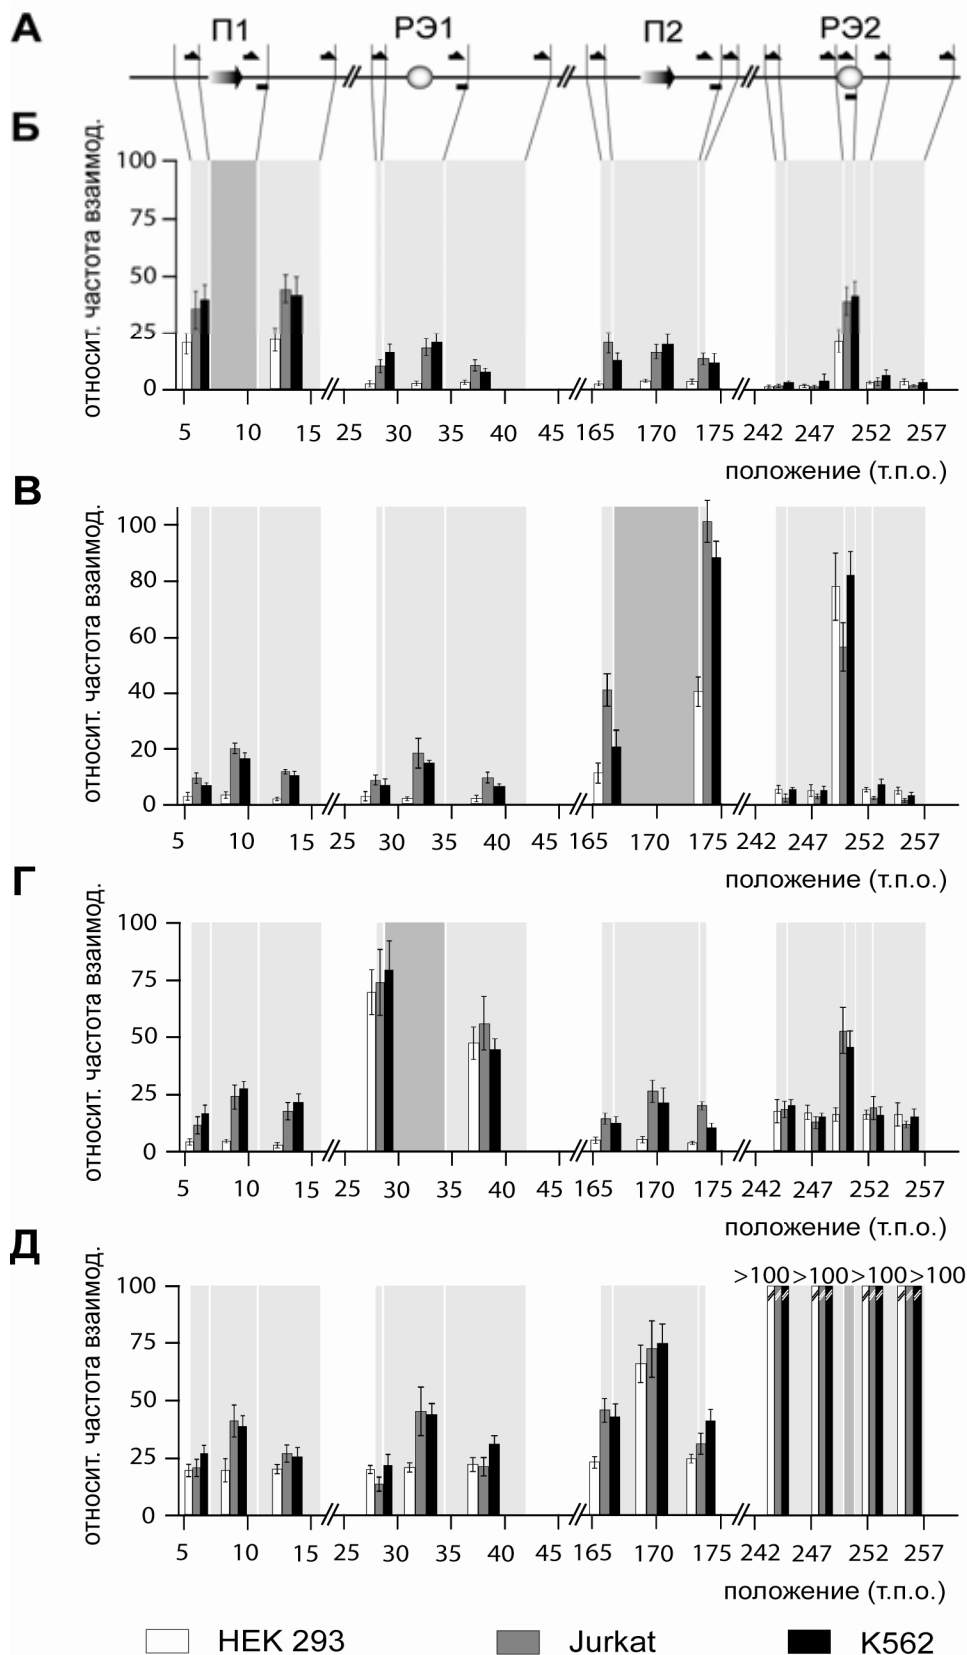 А П1 РЭ1 П2 РЭ2
Б
относит. частота взаимод.
100
75
50
25
0
5 10 15 25 30 35 40 45 165 170 175 242 247 252 257
положение (т.п.о.)
В
относит. частота взаимод.
100
80
60
40
20
0
5 10 15 25 30 35 40 45 165 170 175 242 247 252 257
положение (т.п.о.)
Г
относит. частота взаимод.
100
75
50
25
0
5 10 15 25 30 35 40 45 165 170 175 242 247 252 257
положение (т.п.о.)
Д
относит. частота взаимод.
>100 >100 >100 >100
100
75
50
25
0
5 10 15 25 30 35 40 45 165 170 175 242 247 252 257
положение (т.п.о.)
HEK 293 Jurkat K562